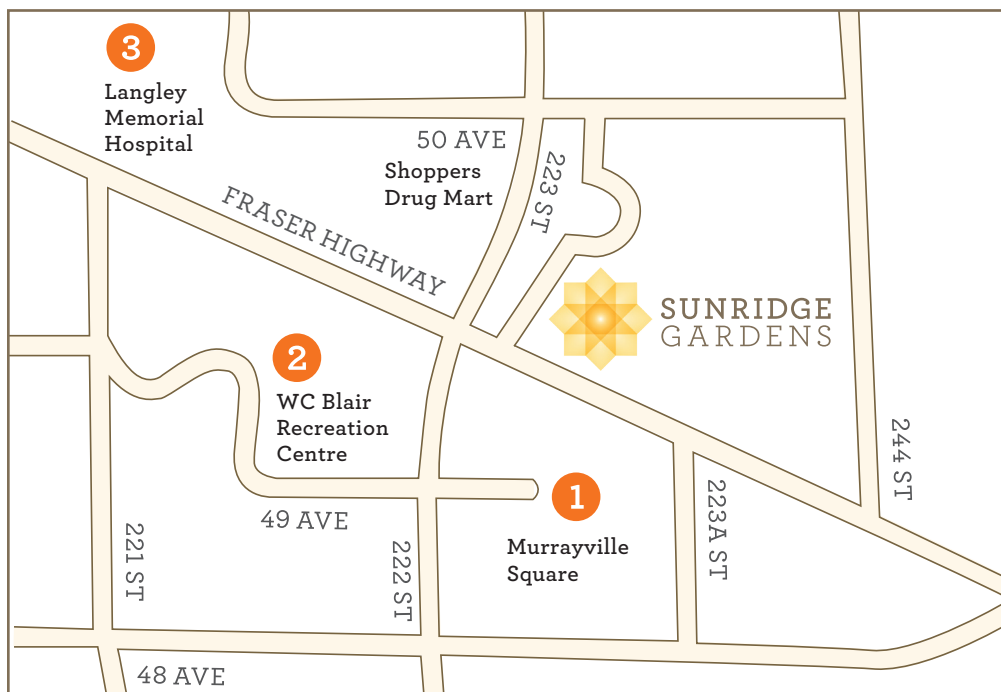 3
Langley
Memorial
Hospital
50 AVE
Shoppers
Drug Mart
223 ST
FRASER HIGHWAY
SUNRIDGE
GARDENS
2
WC Blair
Recreation
Centre
244 ST
1
49 AVE
223A ST
Murrayville
Square
221 ST
222 ST
48 AVE